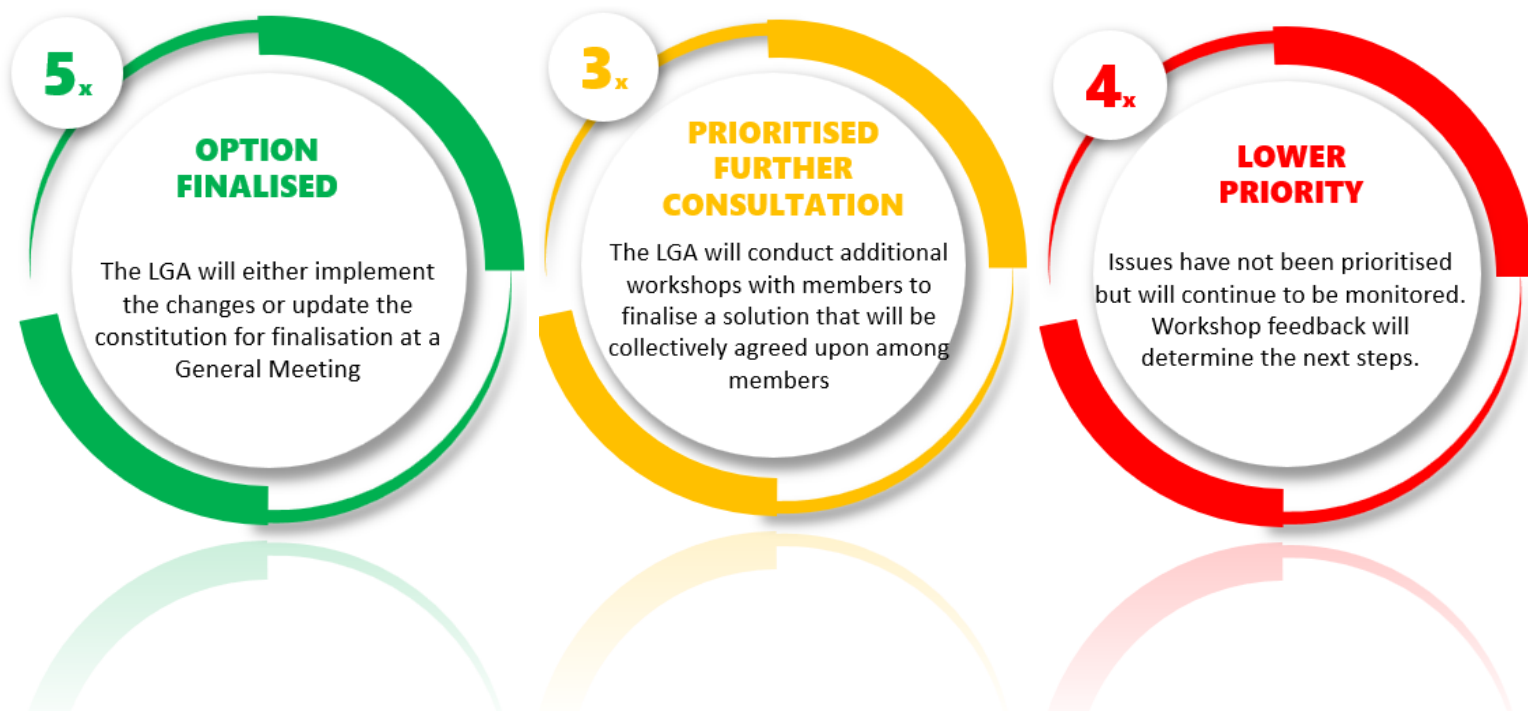 5x
OPTION
FINALISED
The LGA will either implement
the changes or update the
constitution for finalisation at a
General Meeting
3x
PRIORITISED
FURTHER
CONSULTATION
The LGA will conduct additional
workshops with members to
finalise a solution that will be
collectively agreed upon among
members
4x
LOWER
PRIORITY
Issues have not been prioritised
but will continue to be monitored.
Workshop feedback will
determine the next steps.